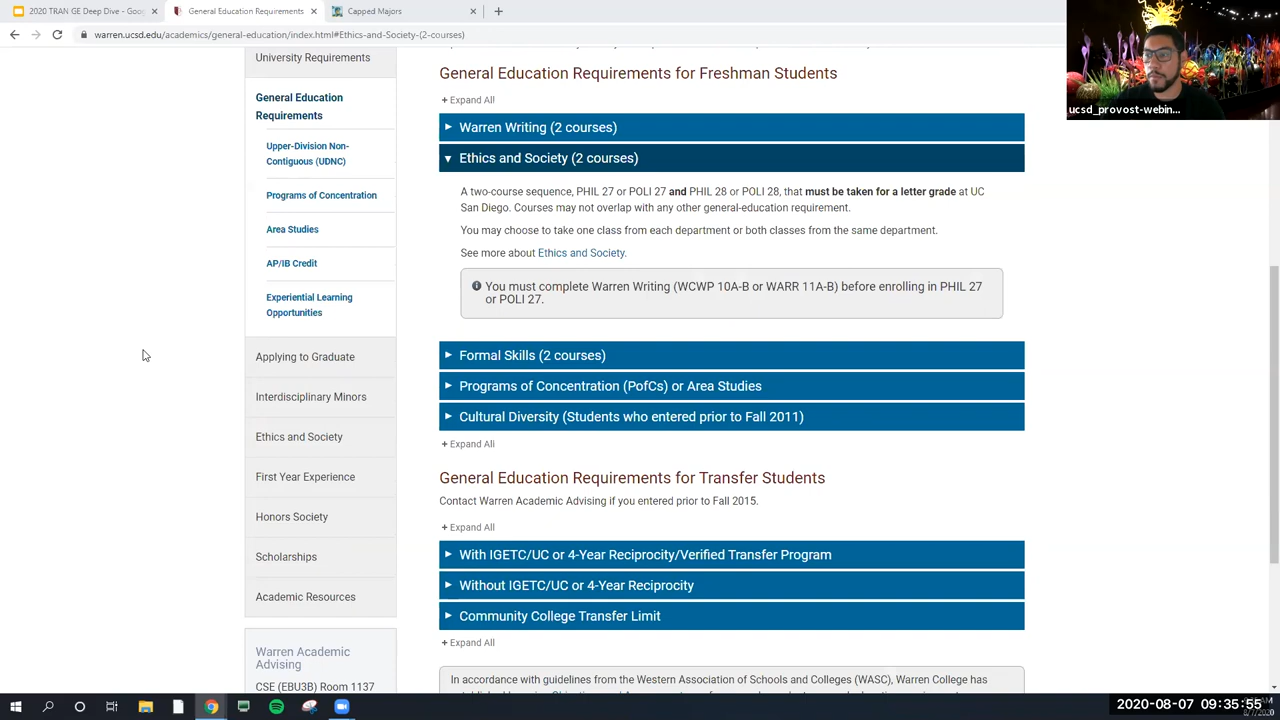 2020 TRAN GE Deep Dive - Goo
General Education Requirements
Capped Majors
warren.ucsd.edu/academics/general-education/index.html#Ethics-and-Society-(2-courses)
ucsd_provost-webin...
University Requirements
General Education
Requirements
Upper-Division Non-
Contiguous (UDNC)
Programs of Concentration
Area Studies
AP/IB Credit
Experiential Learning
Opportunities
Applying to Graduate
Interdisciplinary Minors
Ethics and Society
First Year Experience
Honors Society
Scholarships
Academic Resources
Warren Academic
Advising
CSE (EBU3B) Room 1137
General Education Requirements for Freshman Students
+ Expand All
Warren Writing (2 courses)
Ethics and Society (2 courses)
A two-course sequence, PHIL 27 or POLI 27 and PHIL 28 or POLI 28, that must be taken for a letter grade at UC
San Diego. Courses may not overlap with any other general-education requirement.
You may choose to take one class from each department or both classes from the same department.
See more about Ethics and Society.
You must complete Warren Writing (WCWP 10A-B or WARR 11A-B) before enrolling in PHIL 27
or POLI 27.
Formal Skills (2 courses)
Programs of Concentration (PofCs) or Area Studies
Cultural Diversity (Students who entered prior to Fall 2011)
+ Expand All
General Education Requirements for Transfer Students
Contact Warren Academic Advising if you entered prior to Fall 2015.
+ Expand All
With IGETC/UC or 4-Year Reciprocity/Verified Transfer Program
Without IGETC/UC or 4-Year Reciprocity
Community College Transfer Limit
+ Expand All
In accordance with guidelines from the Western Association of Schools and Colleges (WASC), Warren College has
2020-08-07 09:35:55